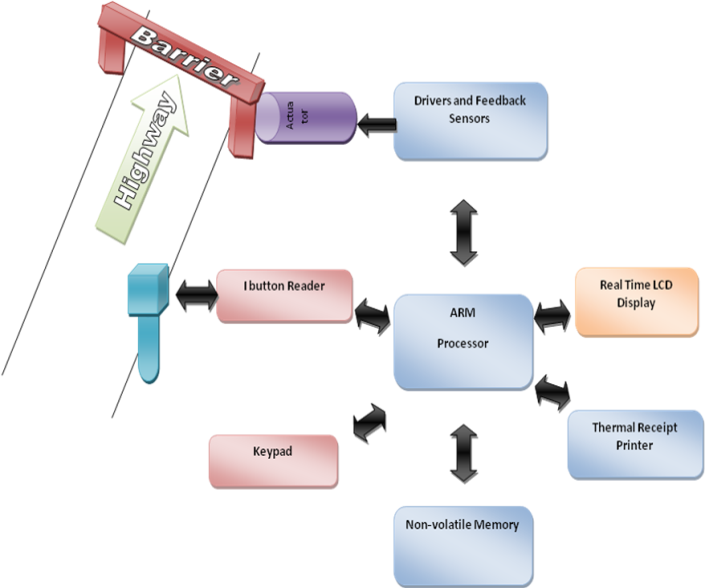 Barrier
Highway
Actua
tor
Drivers and Feedback
Sensors
I button Reader
ARM
Processor
Real Time LCD
Display
Thermal Receipt
Printer
Keypad
Non-volatile Memory